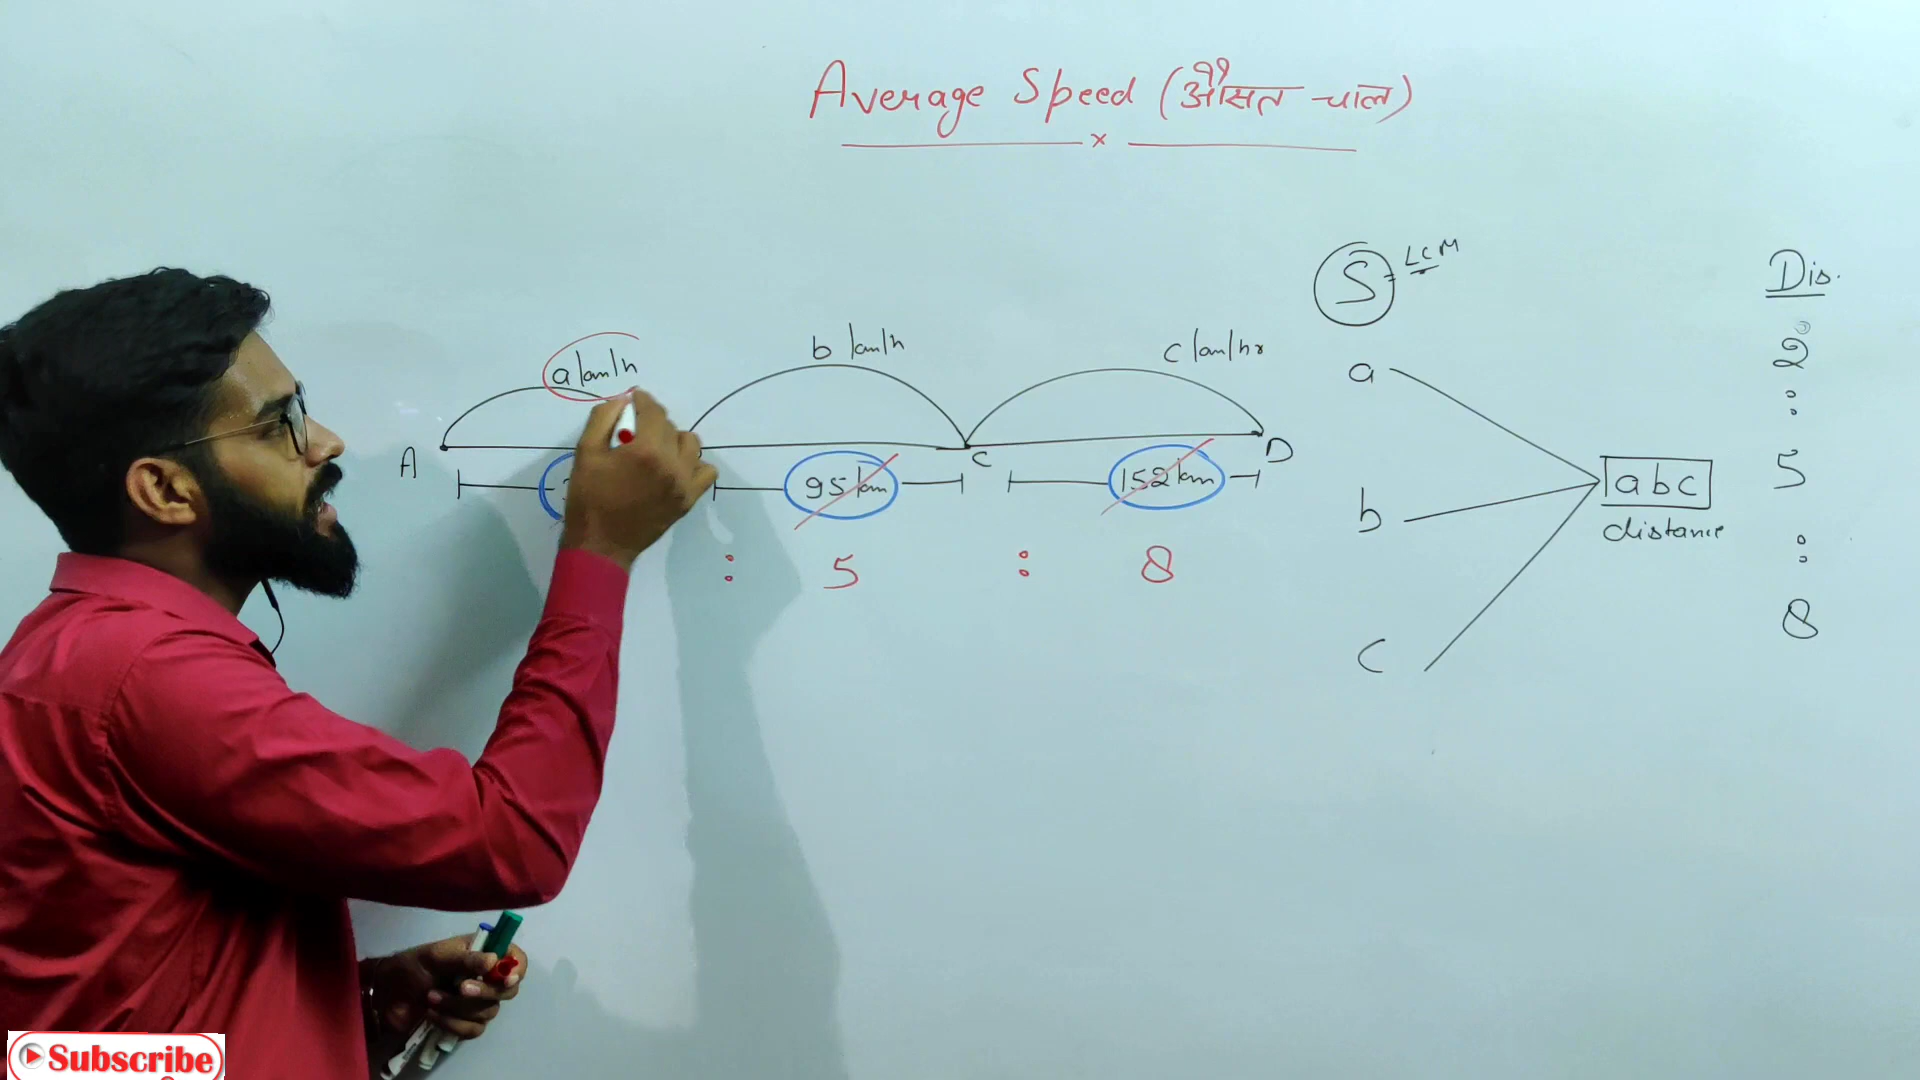 Average Speed (औसत चाल)
x
S = LCM
Dis.
a km/h
b km/h
c km/hr
A
C
D
95 km
152 km
: 5 : 8
a
b
c
abc
distance
2
:
5
:
8
Subscribe